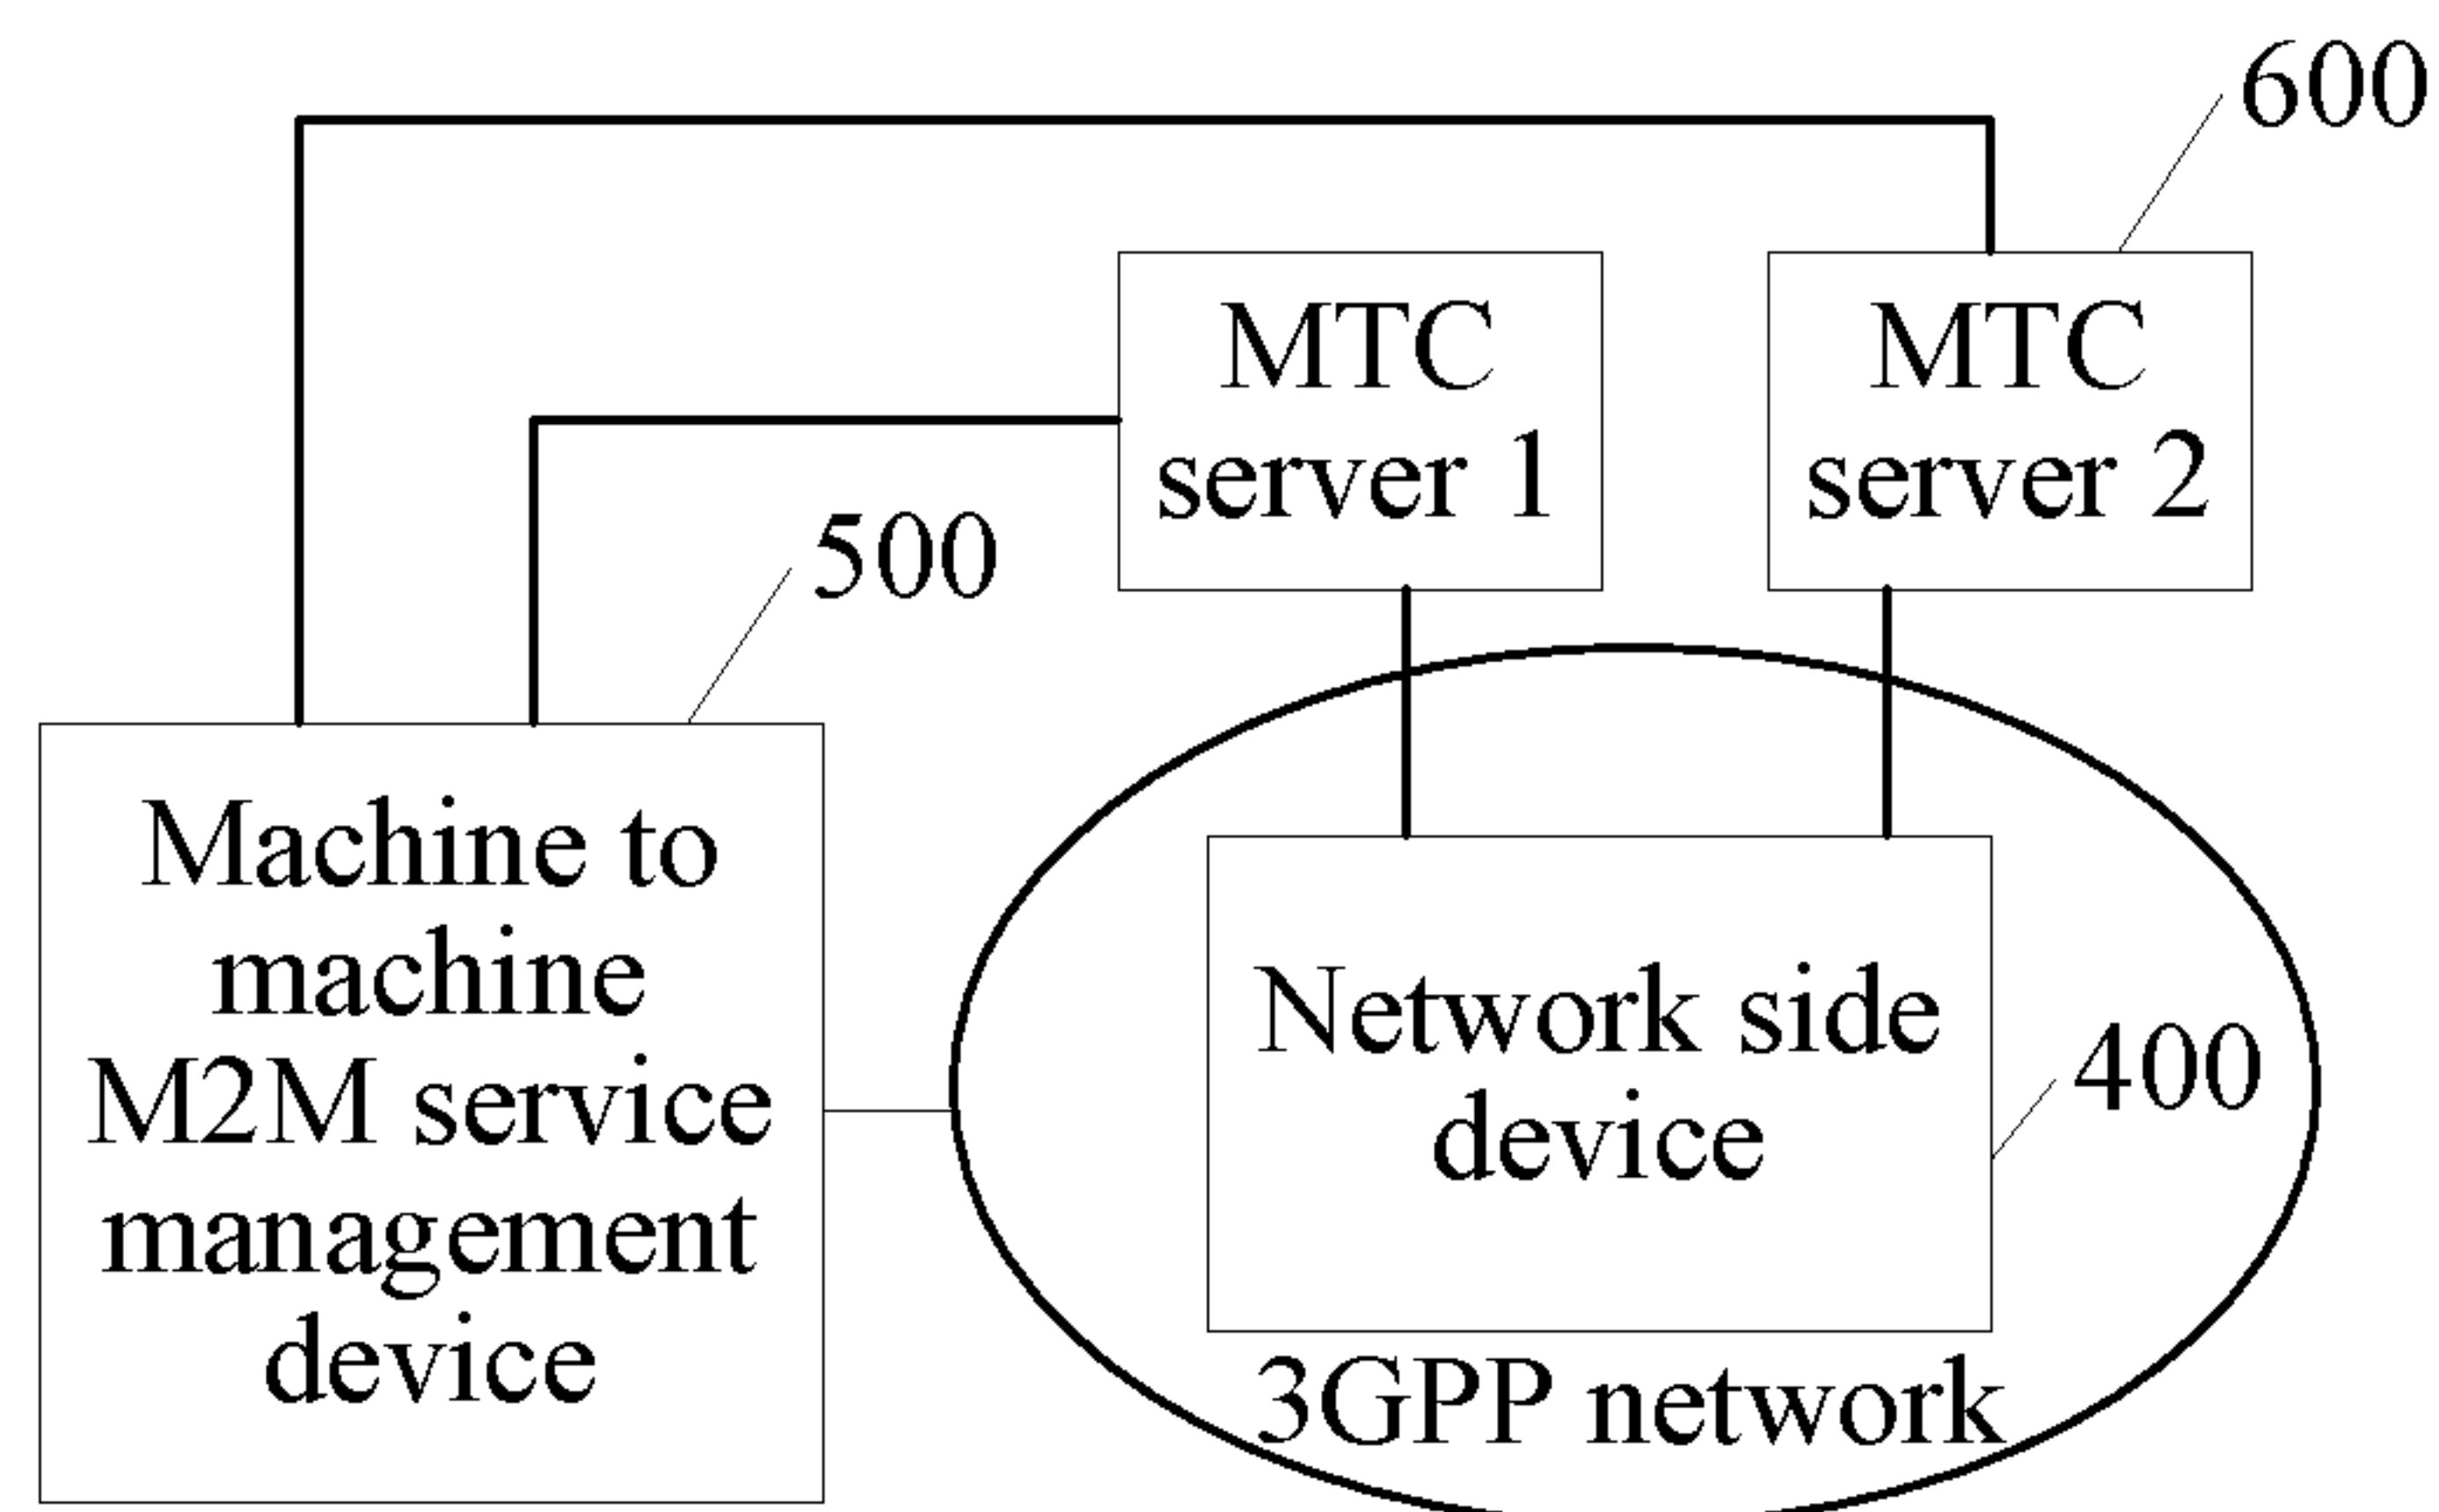 600
MTC
server 1
MTC
server 2
500
Machine to
machine
M2M service
management
device
Network side
device
400
3GPP network